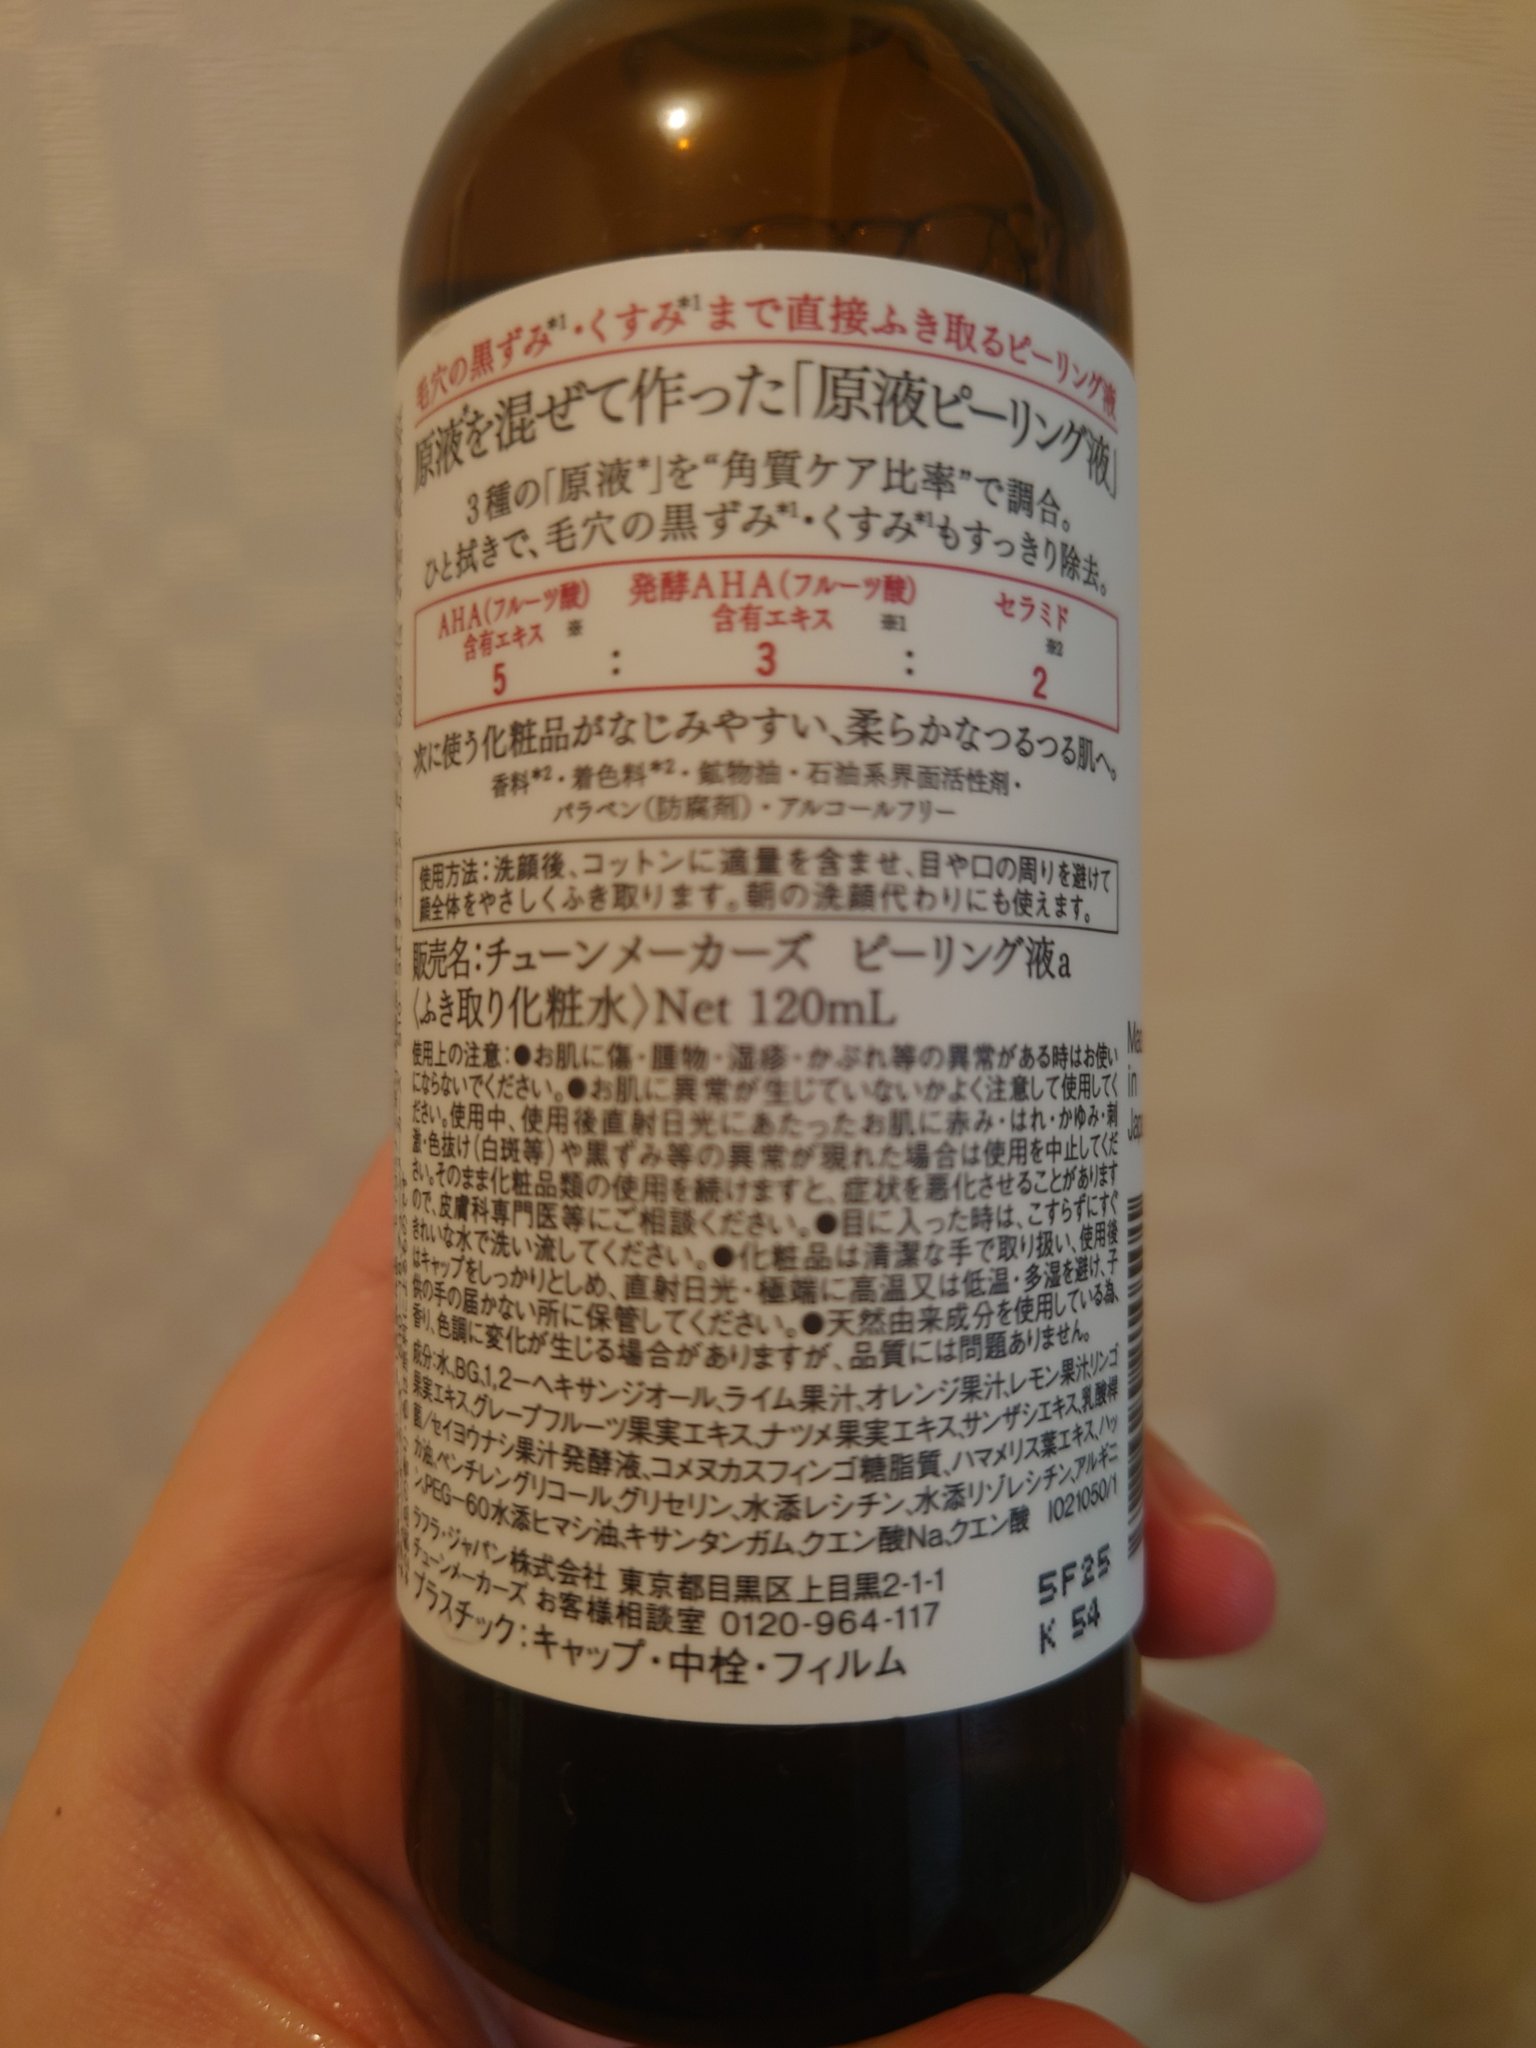 毛穴の黒ずみ*1・くすみ*1まで直接ふき取るピーリング液
原液*を混ぜて作った「原液ピーリング液」
3種の「原液*」を“角質ケア比率”で調合。
ひと拭きで、毛穴の黒ずみ*1・くすみ*1もすっきり除去。
AHA(フルーツ酸) 発酵AHA(フルーツ酸) セラミド
含有エキス ※ 含有エキス ※1 ※2
5 : 3 : 2
次に使う化粧品がなじみやすい、柔らかなつるつる肌へ。
香料*2・着色料*2・鉱物油・石油系界面活性剤・
パラベン(防腐剤)・アルコールフリー
使用方法:洗顔後、コットンに適量を含ませ、目や口の周りを避けて
顔全体をやさしくふき取ります。朝の洗顔代わりにも使えます。
販売名:チューンメーカーズ ピーリング液a
〈ふき取り化粧水〉Net 120mL
使用上の注意:●お肌に傷・腫物・湿疹・かぶれ等の異常がある時はお使い
にならないでください。●お肌に異常が生じていないかよく注意して使用してく
ださい。使用中、使用後直射日光にあたったお肌に赤み・はれ・かゆみ・刺
激・色抜け(白斑等)や黒ずみ等の異常が現れた場合は使用を中止してくだ
さい。そのまま化粧品類の使用を続けますと、症状を悪化させることがあります
ので、皮膚科専門医等にご相談ください。●目に入った時は、こすらずにすぐ
きれいな水で洗い流してください。●化粧品は清潔な手で取り扱い、使用後
はキャップをしっかりとしめ、直射日光・極端に高温又は低温・多湿を避け、子
供の手の届かない所に保管してください。●天然由来成分を使用している為、
香り、色調に変化が生じる場合がありますが、品質には問題ありません。
成分:水、BG、1,2-ヘキサンジオール、ライム果汁、オレンジ果汁、レモン果汁、リンゴ
果実エキス、グレープフルーツ果実エキス、ナツメ果実エキス、サンザシエキス、乳酸桿
菌/セイヨウナシ果汁発酵液、コメヌカスフィンゴ糖脂質、ハマメリス葉エキス、ハッ
カ油、ペンチレングリコール、グリセリン、水添レシチン、水添リゾレシチン、アルギニ
ン、PEG-60水添ヒマシ油、キサンタンガム、クエン酸Na、クエン酸 IO21050/1
ラフラ・ジャパン株式会社 東京都目黒区上目黒2-1-1
チューンメーカーズ お客様相談室 0120-964-117
プラスチック:キャップ・中栓・フィルム
5F25
K 54
in